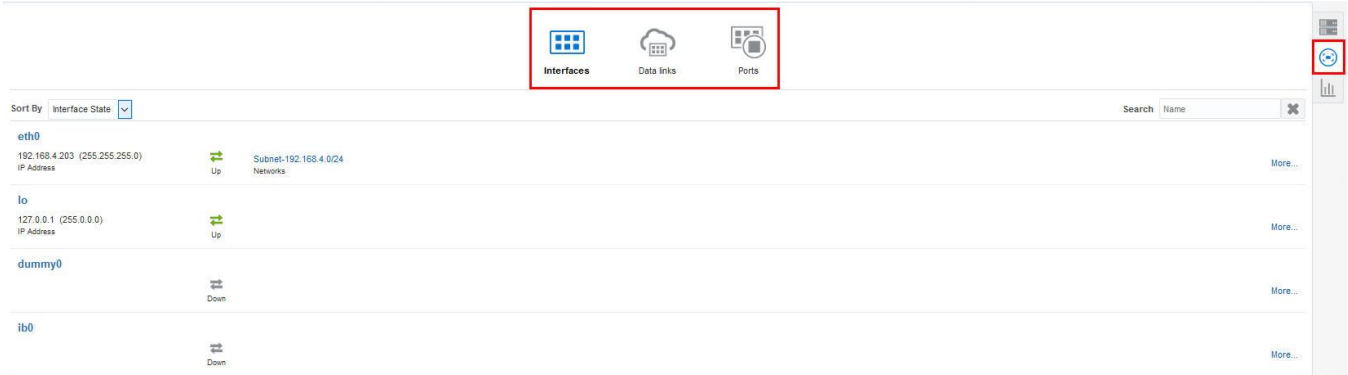 Interfaces Data links Ports
Sort By Interface State Search Name
eth0
192.168.4.203 (255.255.255.0) Subnet-192.168.4.0/24 More...
IP Address Up Networks
lo
127.0.0.1 (255.0.0.0) More...
IP Address Up
dummy0
More...
Down
ib0
More...
Down